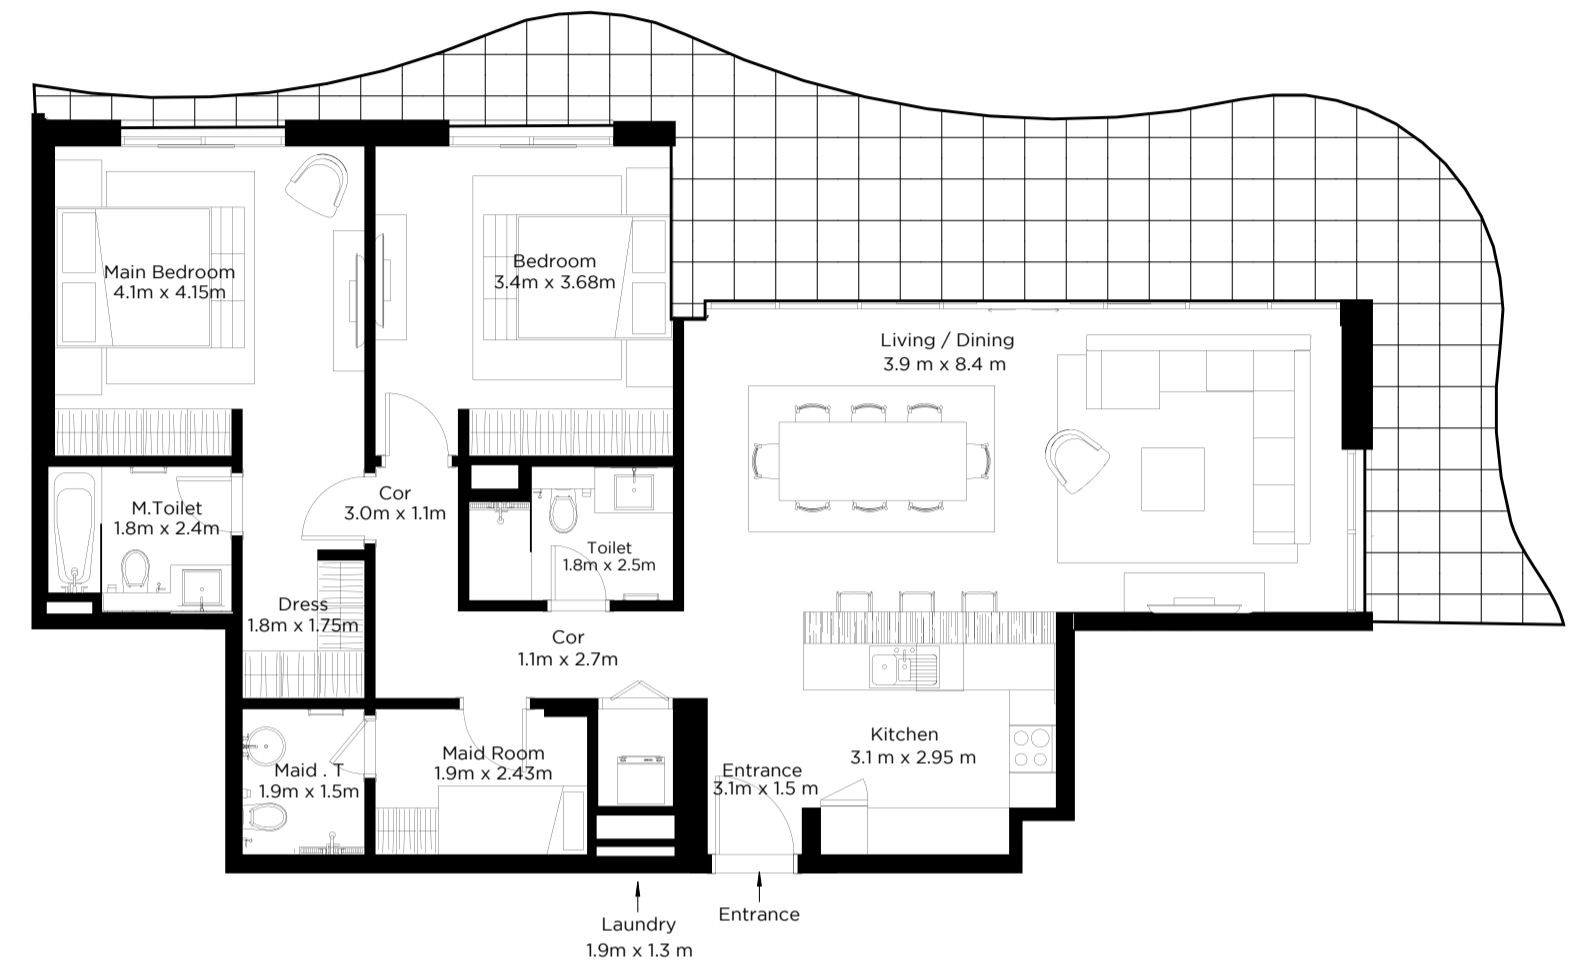 Main Bedroom
4.1m x 4.15m
Bedroom
3.4m x 3.68m
Living / Dining
3.9 m x 8.4 m
M.Toilet
1.8m x 2.4m
Cor
3.0m x 1.1m
Toilet
1.8m x 2.5m
Dress
1.8m x 1.75m
Cor
1.1m x 2.7m
Kitchen
3.1 m x 2.95 m
Maid . T
1.9m x 1.5m
Maid Room
1.9m x 2.43m
Entrance
3.1m x 1.5 m
Laundry
1.9m x 1.3 m
Entrance